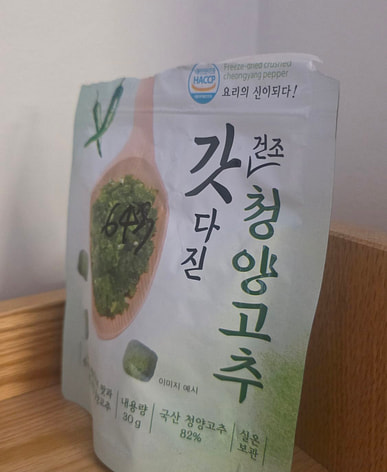 HACCP
Freeze-dried crushed
cheongyang pepper
요리의 신이되다!
건조
갓 다진
청양고추
이미지 예시
내용량
30g
국산 청양고추
82%
실온
보관